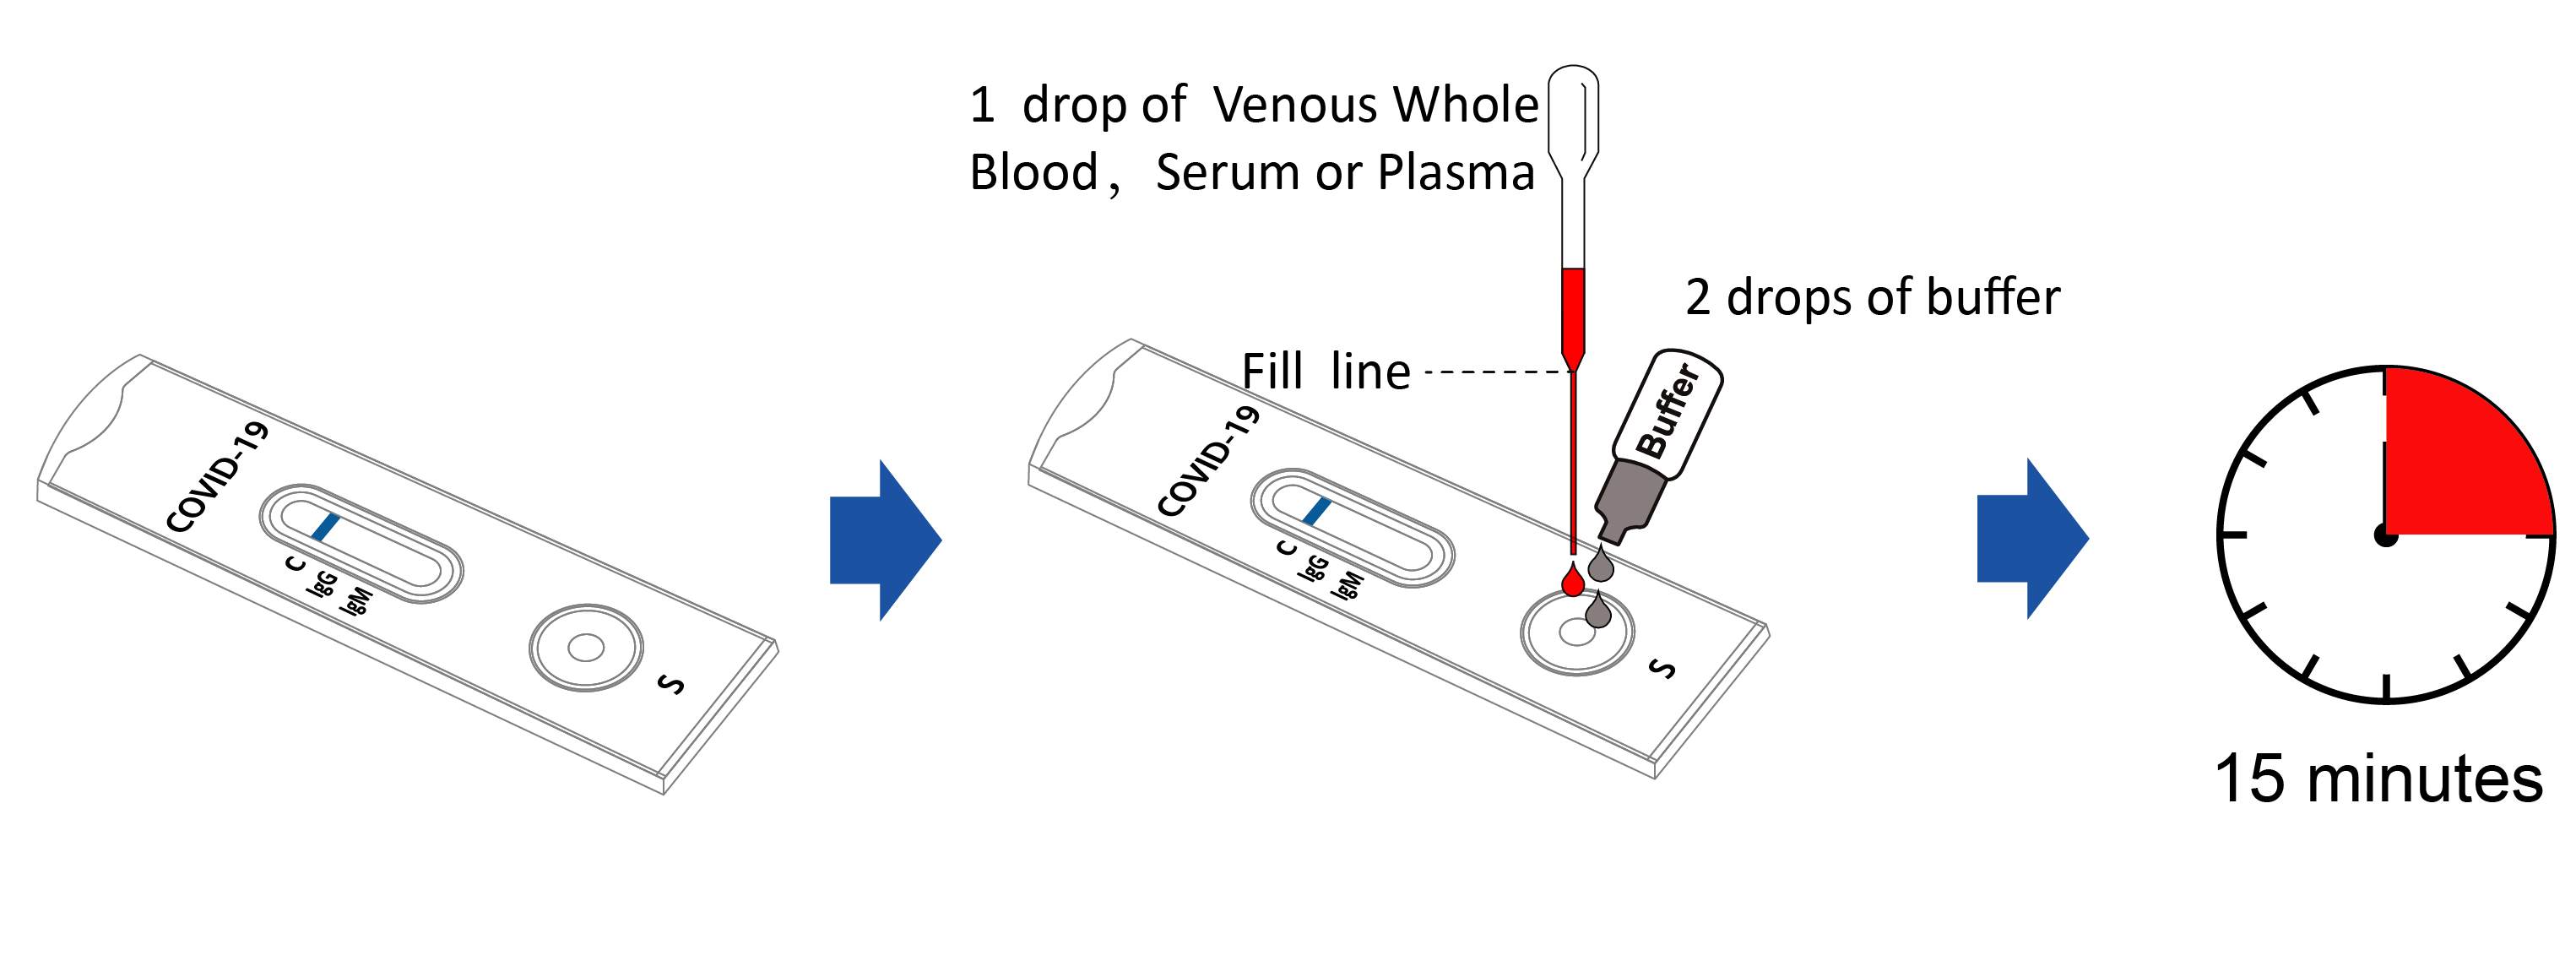 COVID-19
C
IgG
IgM
S
1 drop of Venous Whole
Blood，Serum or Plasma
Fill line
2 drops of buffer
Buffer
COVID-19
C
IgG
IgM
S
15 minutes